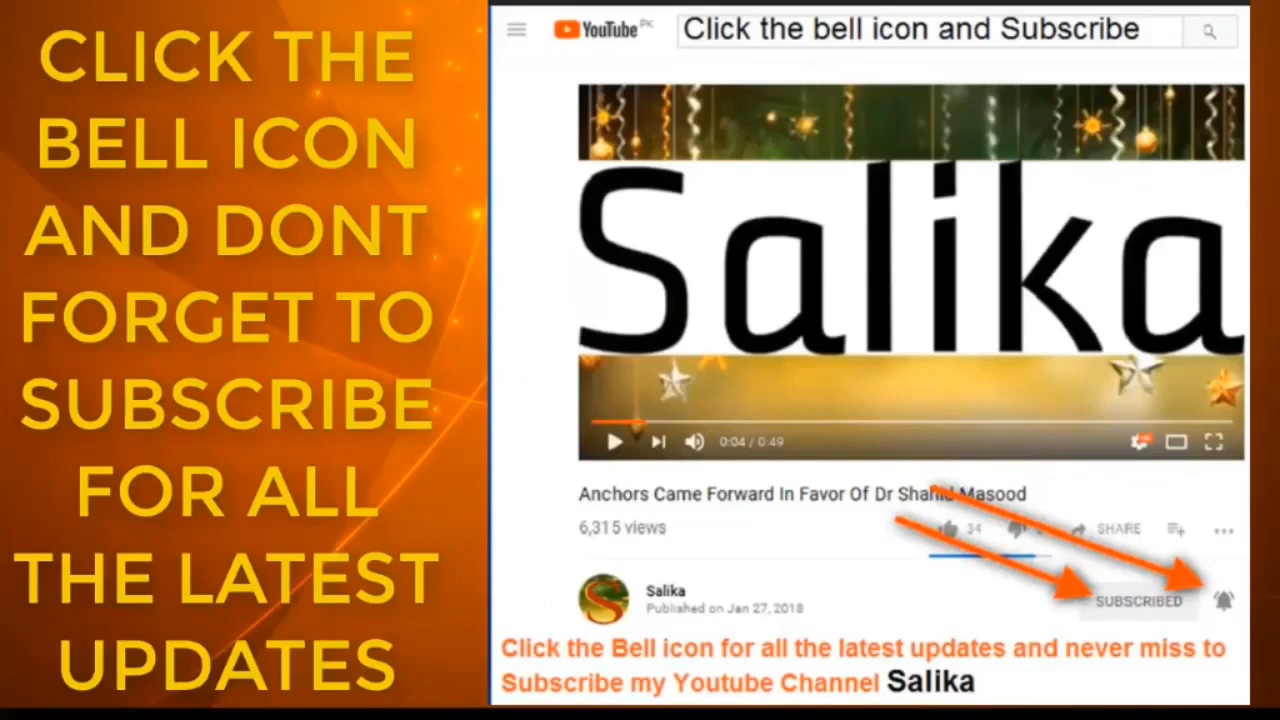 CLICK THE
BELL ICON
AND DONT
FORGET TO
SUBSCRIBE
FOR ALL
THE LATEST
UPDATES
YouTube PK
Click the bell icon and Subscribe
Salika
0:04 / 0:49
Anchors Came Forward In Favor Of Dr Shahid Masood
6,315 views
34
SHARE
Salika
SUBSCRIBED
Published on Jan 27, 2018
Click the Bell icon for all the latest updates and never miss to
Subscribe my Youtube Channel Salika